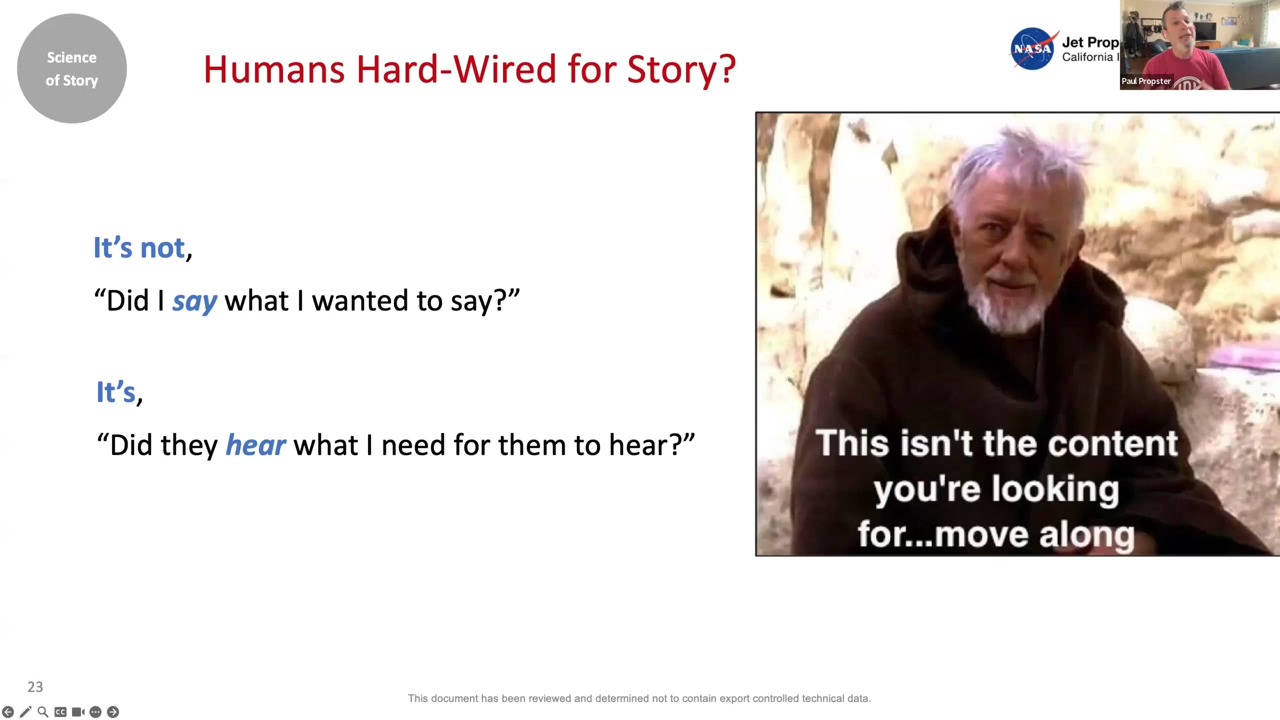 Science
of Story
Humans Hard-Wired for Story?
NASA
Jet Prop
California I
Paul Propster
It's not,
“Did I say what I wanted to say?”
It's,
“Did they hear what I need for them to hear?”
This isn't the content
you're looking
for...move along
23
This document has been reviewed and determined not to contain export controlled technical data.
CC